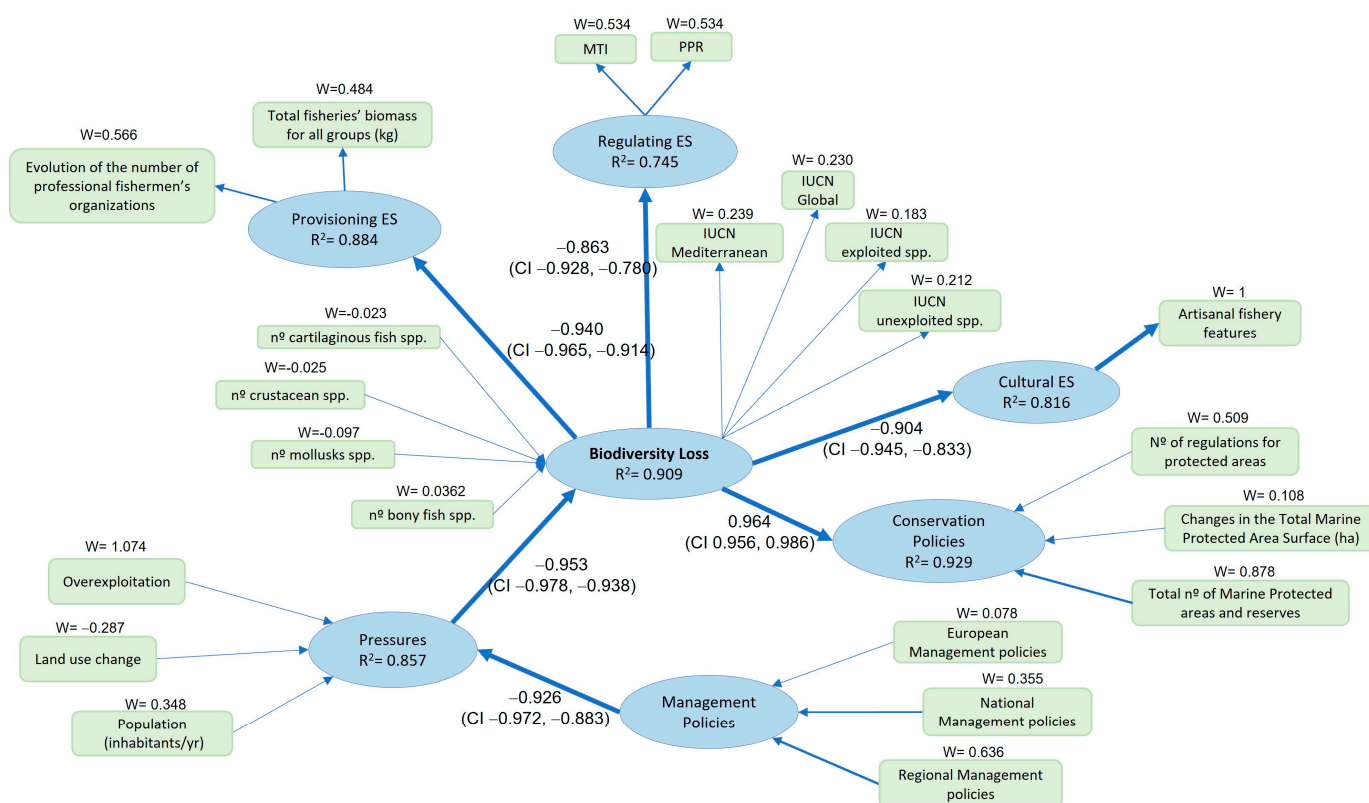 W=0.534
W=0.534
MTI
PPR
W=0.484
Total fisheries’ biomass
for all groups (kg)
W=0.566
Evolution of the number of
professional fishermen’s
organizations
Regulating ES
R²= 0.745
Provisioning ES
R²= 0.884
W= 0.230
IUCN
Global
W= 0.239
IUCN
Mediterranean
W= 0.183
IUCN
exploited spp.
W= 0.212
IUCN
unexploited spp.
−0.863
(CI −0.928, −0.780)
−0.940
(CI −0.965, −0.914)
W=-0.023
nº cartilaginous fish spp.
W=-0.025
nº crustacean spp.
W=-0.097
nº mollusks spp.
W= 0.0362
nº bony fish spp.
Biodiversity Loss
R²= 0.909
W= 1
Artisanal fishery
features
Cultural ES
R²= 0.816
−0.904
(CI −0.945, −0.833)
W= 0.509
Nº of regulations for
protected areas
W= 0.108
Changes in the Total Marine
Protected Area Surface (ha)
W= 0.878
Total nº of Marine Protected
areas and reserves
0.964
(CI 0.956, 0.986)
Conservation
Policies
R²= 0.929
−0.953
(CI −0.978, −0.938)
W= 1.074
Overexploitation
W= −0.287
Land use change
W= 0.348
Population
(inhabitants/yr)
Pressures
R²= 0.857
−0.926
(CI −0.972, −0.883)
Management
Policies
W= 0.078
European
Management policies
W= 0.355
National
Management policies
W= 0.636
Regional Management
policies